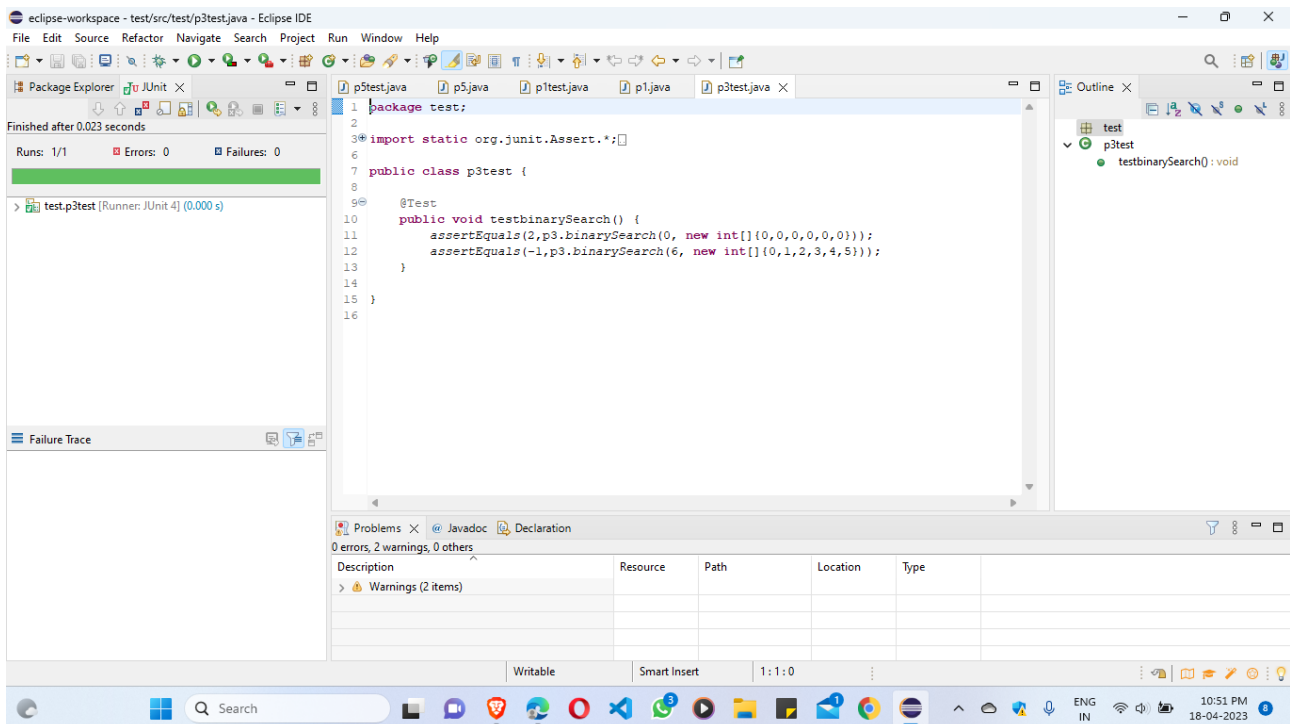 eclipse-workspace - test/src/test/p3test.java - Eclipse IDE
File Edit Source Refactor Navigate Search Project Run Window Help
Package Explorer JUnit
Finished after 0.023 seconds
Runs: 1/1 Errors: 0 Failures: 0
test.p3test [Runner: JUnit 4] (0.000 s)
Failure Trace
p5test.java p5.java p1test.java p1.java p3test.java
1 package test;
2
3 import static org.junit.Assert.*;
6
7 public class p3test {
8
9 @Test
10 public void testbinarySearch() {
11 assertEquals(2,p3.binarySearch(0, new int[]{0,0,0,0,0,0}));
12 assertEquals(-1,p3.binarySearch(6, new int[]{0,1,2,3,4,5}));
13 }
14
15 }
16
Outline
test
p3test
testbinarySearch() : void
Problems @ Javadoc Declaration
0 errors, 2 warnings, 0 others
Description Resource Path Location Type
Warnings (2 items)
Writable Smart Insert 1:1:0
Search
3
1
ENG
IN
10:51 PM
18-04-2023
8